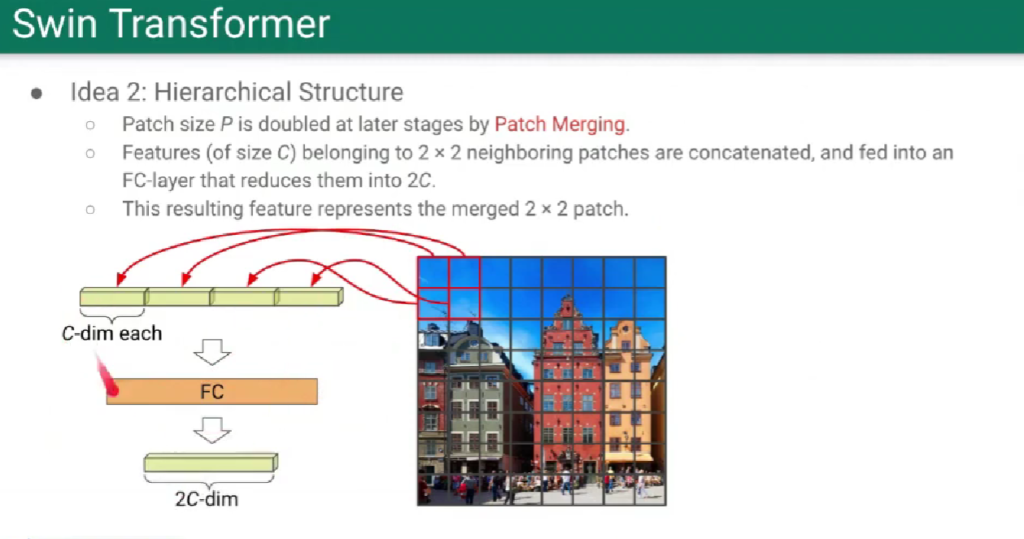 Swin Transformer
● Idea 2: Hierarchical Structure
○ Patch size P is doubled at later stages by Patch Merging.
○ Features (of size C) belonging to 2 × 2 neighboring patches are concatenated, and fed into an
FC-layer that reduces them into 2C.
○ This resulting feature represents the merged 2 × 2 patch.
C-dim each
FC
2C-dim